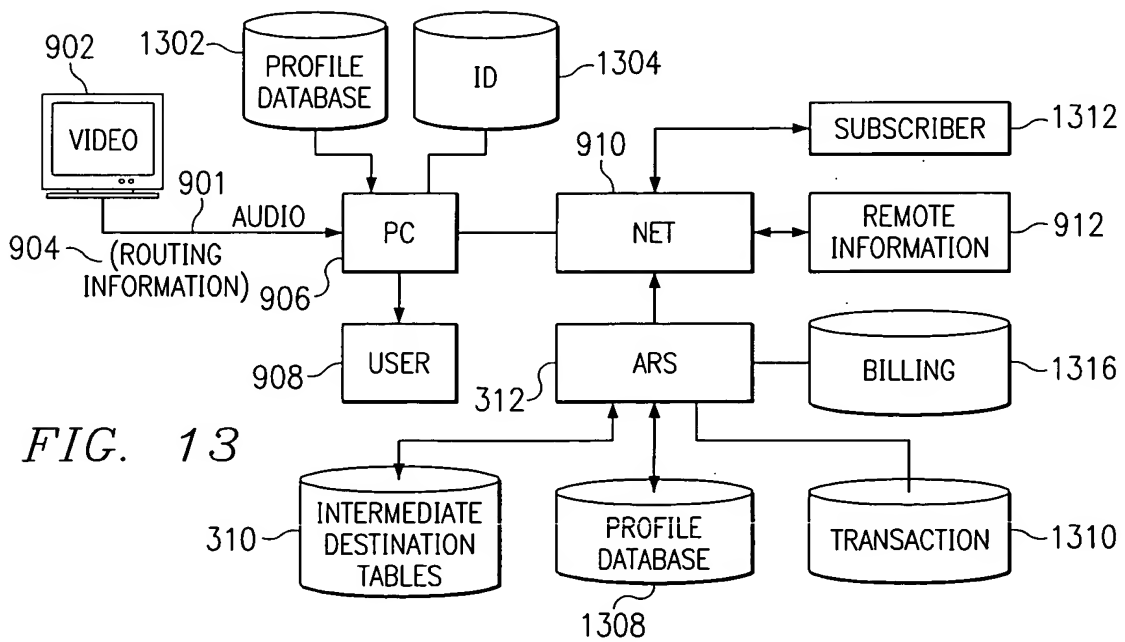 902
1302
PROFILE
DATABASE
ID
1304
VIDEO
910
SUBSCRIBER
1312
901
AUDIO
904
(ROUTING
INFORMATION)
PC
906
NET
REMOTE
INFORMATION
912
USER
908
ARS
312
BILLING
1316
FIG. 13
310
INTERMEDIATE
DESTINATION
TABLES
PROFILE
DATABASE
1308
TRANSACTION
1310